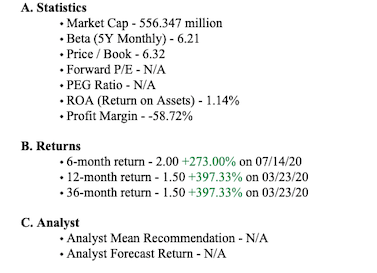 A. Statistics
• Market Cap - 556.347 million
• Beta (5Y Monthly) - 6.21
• Price / Book - 6.32
• Forward P/E - N/A
• PEG Ratio - N/A
• ROA (Return on Assets) - 1.14%
• Profit Margin - -58.72%
B. Returns
• 6-month return - 2.00 +273.00% on 07/14/20
• 12-month return - 1.50 +397.33% on 03/23/20
• 36-month return - 1.50 +397.33% on 03/23/20
C. Analyst
• Analyst Mean Recommendation - N/A
• Analyst Forecast Return - N/A